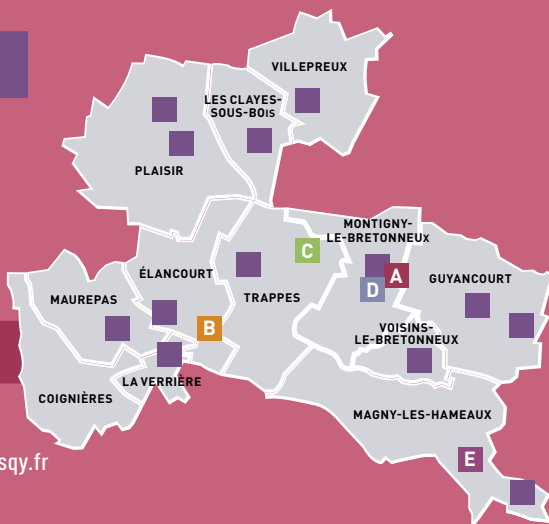 VILLEPREUX
LES CLAYES-
SOUS-BOIS
PLAISIR
MONTIGNY-
LE-BRETONNEUX
C
ÉLANCOURT
A
D
GUYANCOURT
MAUREPAS
TRAPPES
B
VOISINS-
LE-BRETONNEUX
LA VERRIÈRE
COIGNIÈRES
MAGNY-LES-HAMEAUX
E
sqy.fr